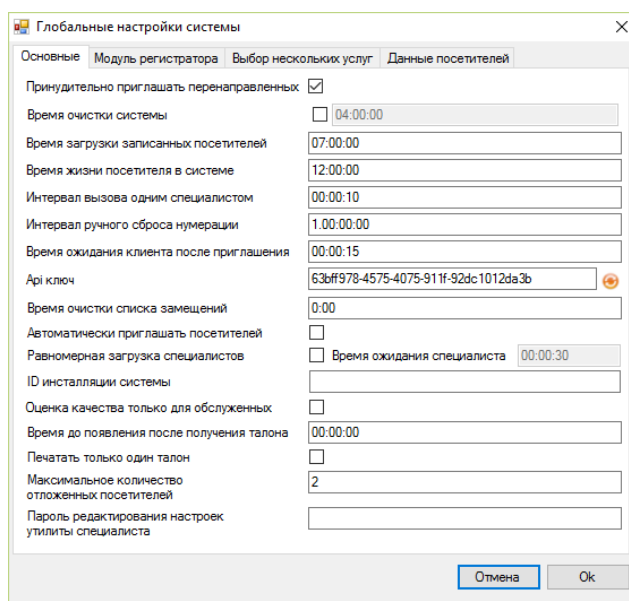 Глобальные настройки системы
Основные Модуль регистратора Выбор нескольких услуг Данные посетителей
Принудительно приглашать перенаправленных
Время очистки системы 04:00:00
Время загрузки записанных посетителей 07:00:00
Время жизни посетителя в системе 12:00:00
Интервал вызова одним специалистом 00:00:10
Интервал ручного сброса нумерации 1.00:00:00
Время ожидания клиента после приглашения 00:00:15
Api ключ 63bff978-4575-4075-911f-92dc1012da3b
Время очистки списка замещений 0:00
Автоматически приглашать посетителей
Равномерная загрузка специалистов Время ожидания специалиста 00:00:30
ID инсталляции системы
Оценка качества только для обслуженных
Время до появления после получения талона 00:00:00
Печатать только один талон
Максимальное количество
отложенных посетителей 2
Пароль редактирования настроек
утилиты специалиста
Отмена Ok